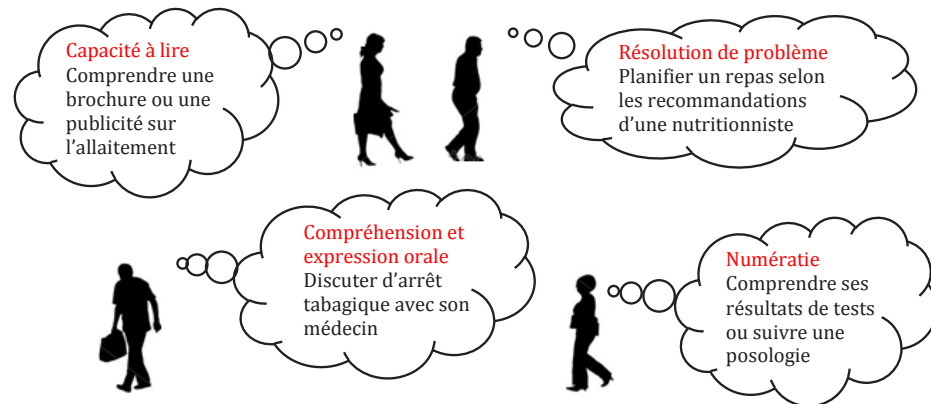 Capacité à lire
Comprendre une
brochure ou une
publicité sur
l'allaitement
Résolution de problème
Planifier un repas selon
les recommandations
d'une nutritionniste
Compréhension et
expression orale
Discuter d'arrêt
tabagique avec son
médecin
Numératie
Comprendre ses
résultats de tests
ou suivre une
posologie